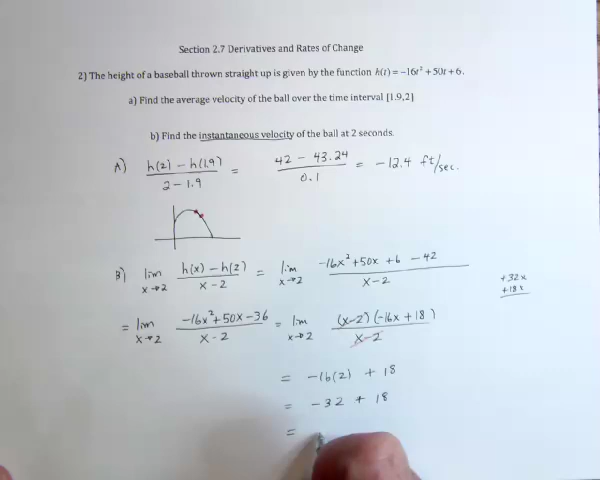 Section 2.7 Derivatives and Rates of Change
2) The height of a baseball thrown straight up is given by the function h(t) = −16t² + 50t + 6.
a) Find the average velocity of the ball over the time interval [1.9,2]
b) Find the instantaneous velocity of the ball at 2 seconds.
A) h(2) − h(1.9) / 2 − 1.9 = 42 − 43.24 / 0.1 = −12.4 ft/sec.
B) lim x→2 h(x) − h(2) / x − 2 = lim x→2 −16x² + 50x + 6 − 42 / x − 2
+32x
+18x
= lim x→2 −16x² + 50x − 36 / x − 2 = lim x→2 (x−2)(−16x + 18) / x − 2
= −16(2) + 18
= −32 + 18
=